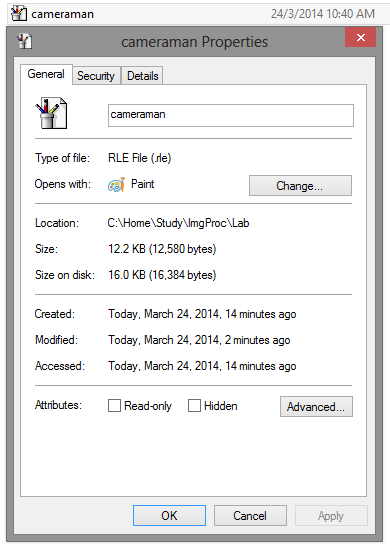 cameraman 24/3/2014 10:40 AM
cameraman Properties
General Security Details
cameraman
Type of file: RLE File (.rle)
Opens with: Paint Change...
Location: C:\Home\Study\ImgProc\Lab
Size: 12.2 KB (12,580 bytes)
Size on disk: 16.0 KB (16,384 bytes)
Created: Today, March 24, 2014, 14 minutes ago
Modified: Today, March 24, 2014, 2 minutes ago
Accessed: Today, March 24, 2014, 14 minutes ago
Attributes: Read-only Hidden Advanced...
OK Cancel Apply